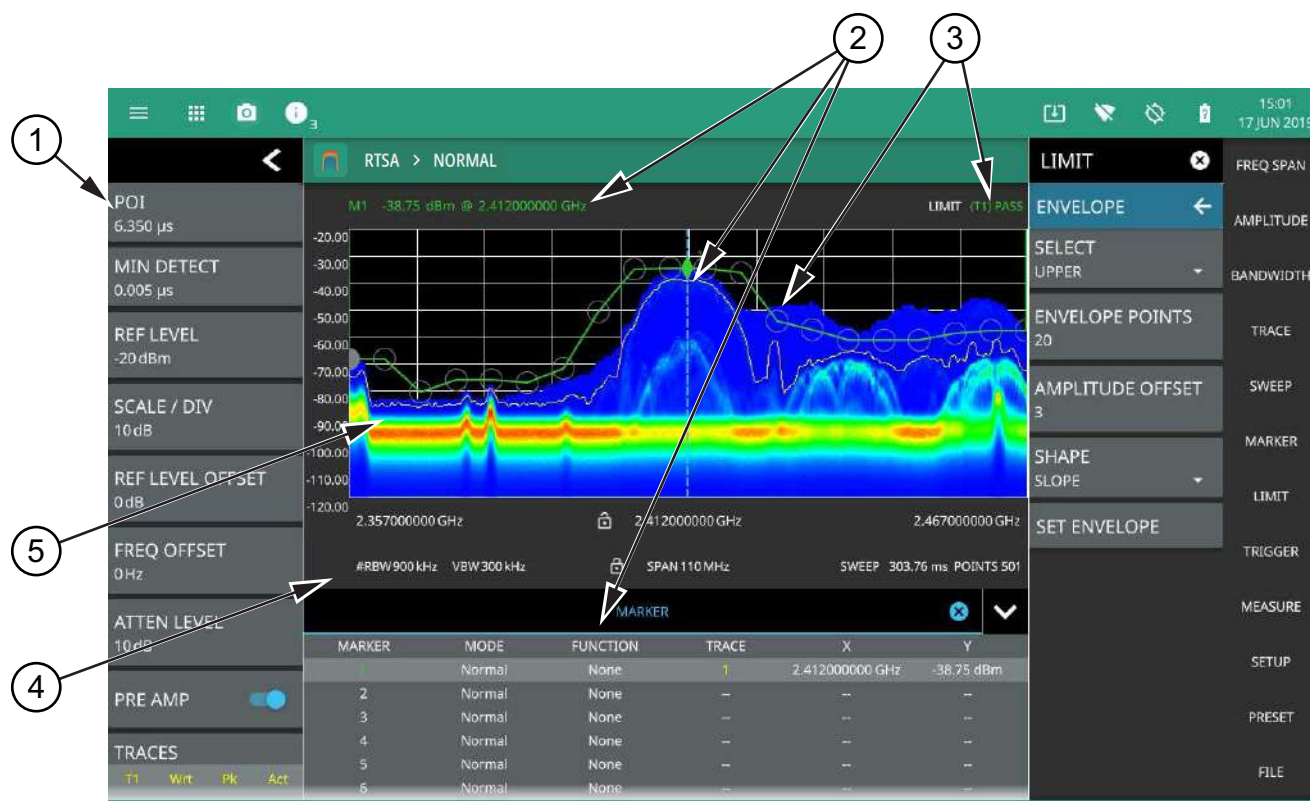 2
3
1
3
15:01
17 JUN 2019
RTSA > NORMAL
LIMIT
FREQ SPAN
POI
6.350 µs
M1 -38.75 dBm @ 2.412000000 GHz
LIMIT (T1) PASS
ENVELOPE
AMPLITUDE
-20.00
-30.00
-40.00
-50.00
-60.00
-70.00
-80.00
-90.00
-100.00
-110.00
-120.00
MIN DETECT
0.005 µs
SELECT
UPPER
BANDWIDTH
REF LEVEL
-20 dBm
ENVELOPE POINTS
20
TRACE
SCALE / DIV
10 dB
AMPLITUDE OFFSET
3
SWEEP
MARKER
REF LEVEL OFFSET
0 dB
SHAPE
SLOPE
LIMIT
2.357000000 GHz
2.412000000 GHz
2.467000000 GHz
SET ENVELOPE
5
FREQ OFFSET
0 Hz
TRIGGER
#RBW 900 kHz VBW 300 kHz
SPAN 110 MHz
SWEEP 303.76 ms POINTS 501
ATTEN LEVEL
10 dB
MARKER
MEASURE
MARKER MODE FUNCTION TRACE X Y
1 Normal None 1 2.412000000 GHz -38.75 dBm
SETUP
4
PRE AMP
2 Normal None -- -- --
3 Normal None -- -- --
PRESET
4 Normal None -- -- --
TRACES
5 Normal None -- -- --
T1 Wrt Pk Act
6 Normal None -- -- --
FILE